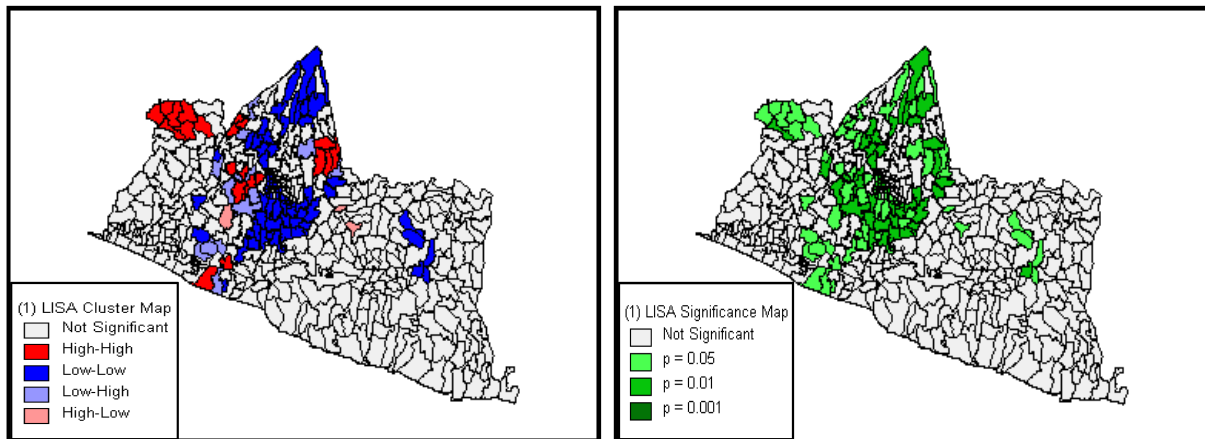 (1) LISA Cluster Map
Not Significant
High-High
Low-Low
Low-High
High-Low
(1) LISA Significance Map
Not Significant
p = 0.05
p = 0.01
p = 0.001